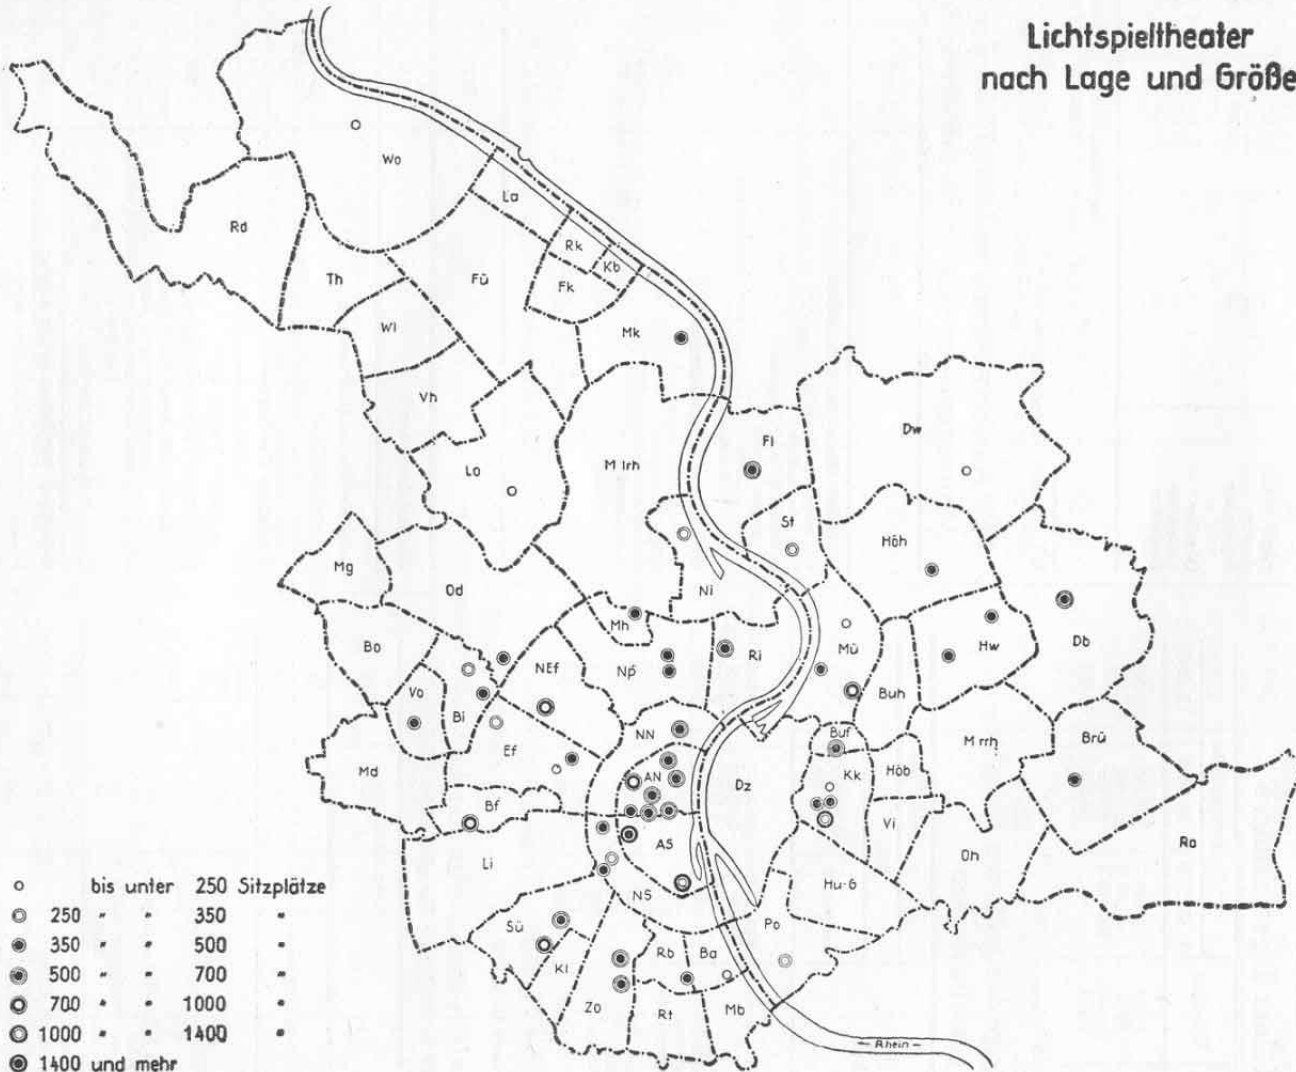 Lichtspieltheater
nach Lage und Größe
Wo
La
Rd
Rk
Th
Fü
Kb
Fk
Wl
Mk
Vh
Dw
Fl
Lo
M lrh
St
Höh
Mg
Od
Ni
Mh
Hw
Db
Bo
NEf
Np
Ri
Mü
Vo
Bi
Buh
NN
Buf
M rrh
Brü
Md
Ef
AN
Dz
Kk
Höb
Bf
Vi
Li
AS
Oh
Ra
Hu-G
NS
Sü
Po
Kl
Rb
Ba
Zo
Rt
Mb
Rhein
bis unter 250 Sitzplätze
250 " " 350 "
350 " " 500 "
500 " " 700 "
700 " " 1000 "
1000 " " 1400 "
1400 und mehr